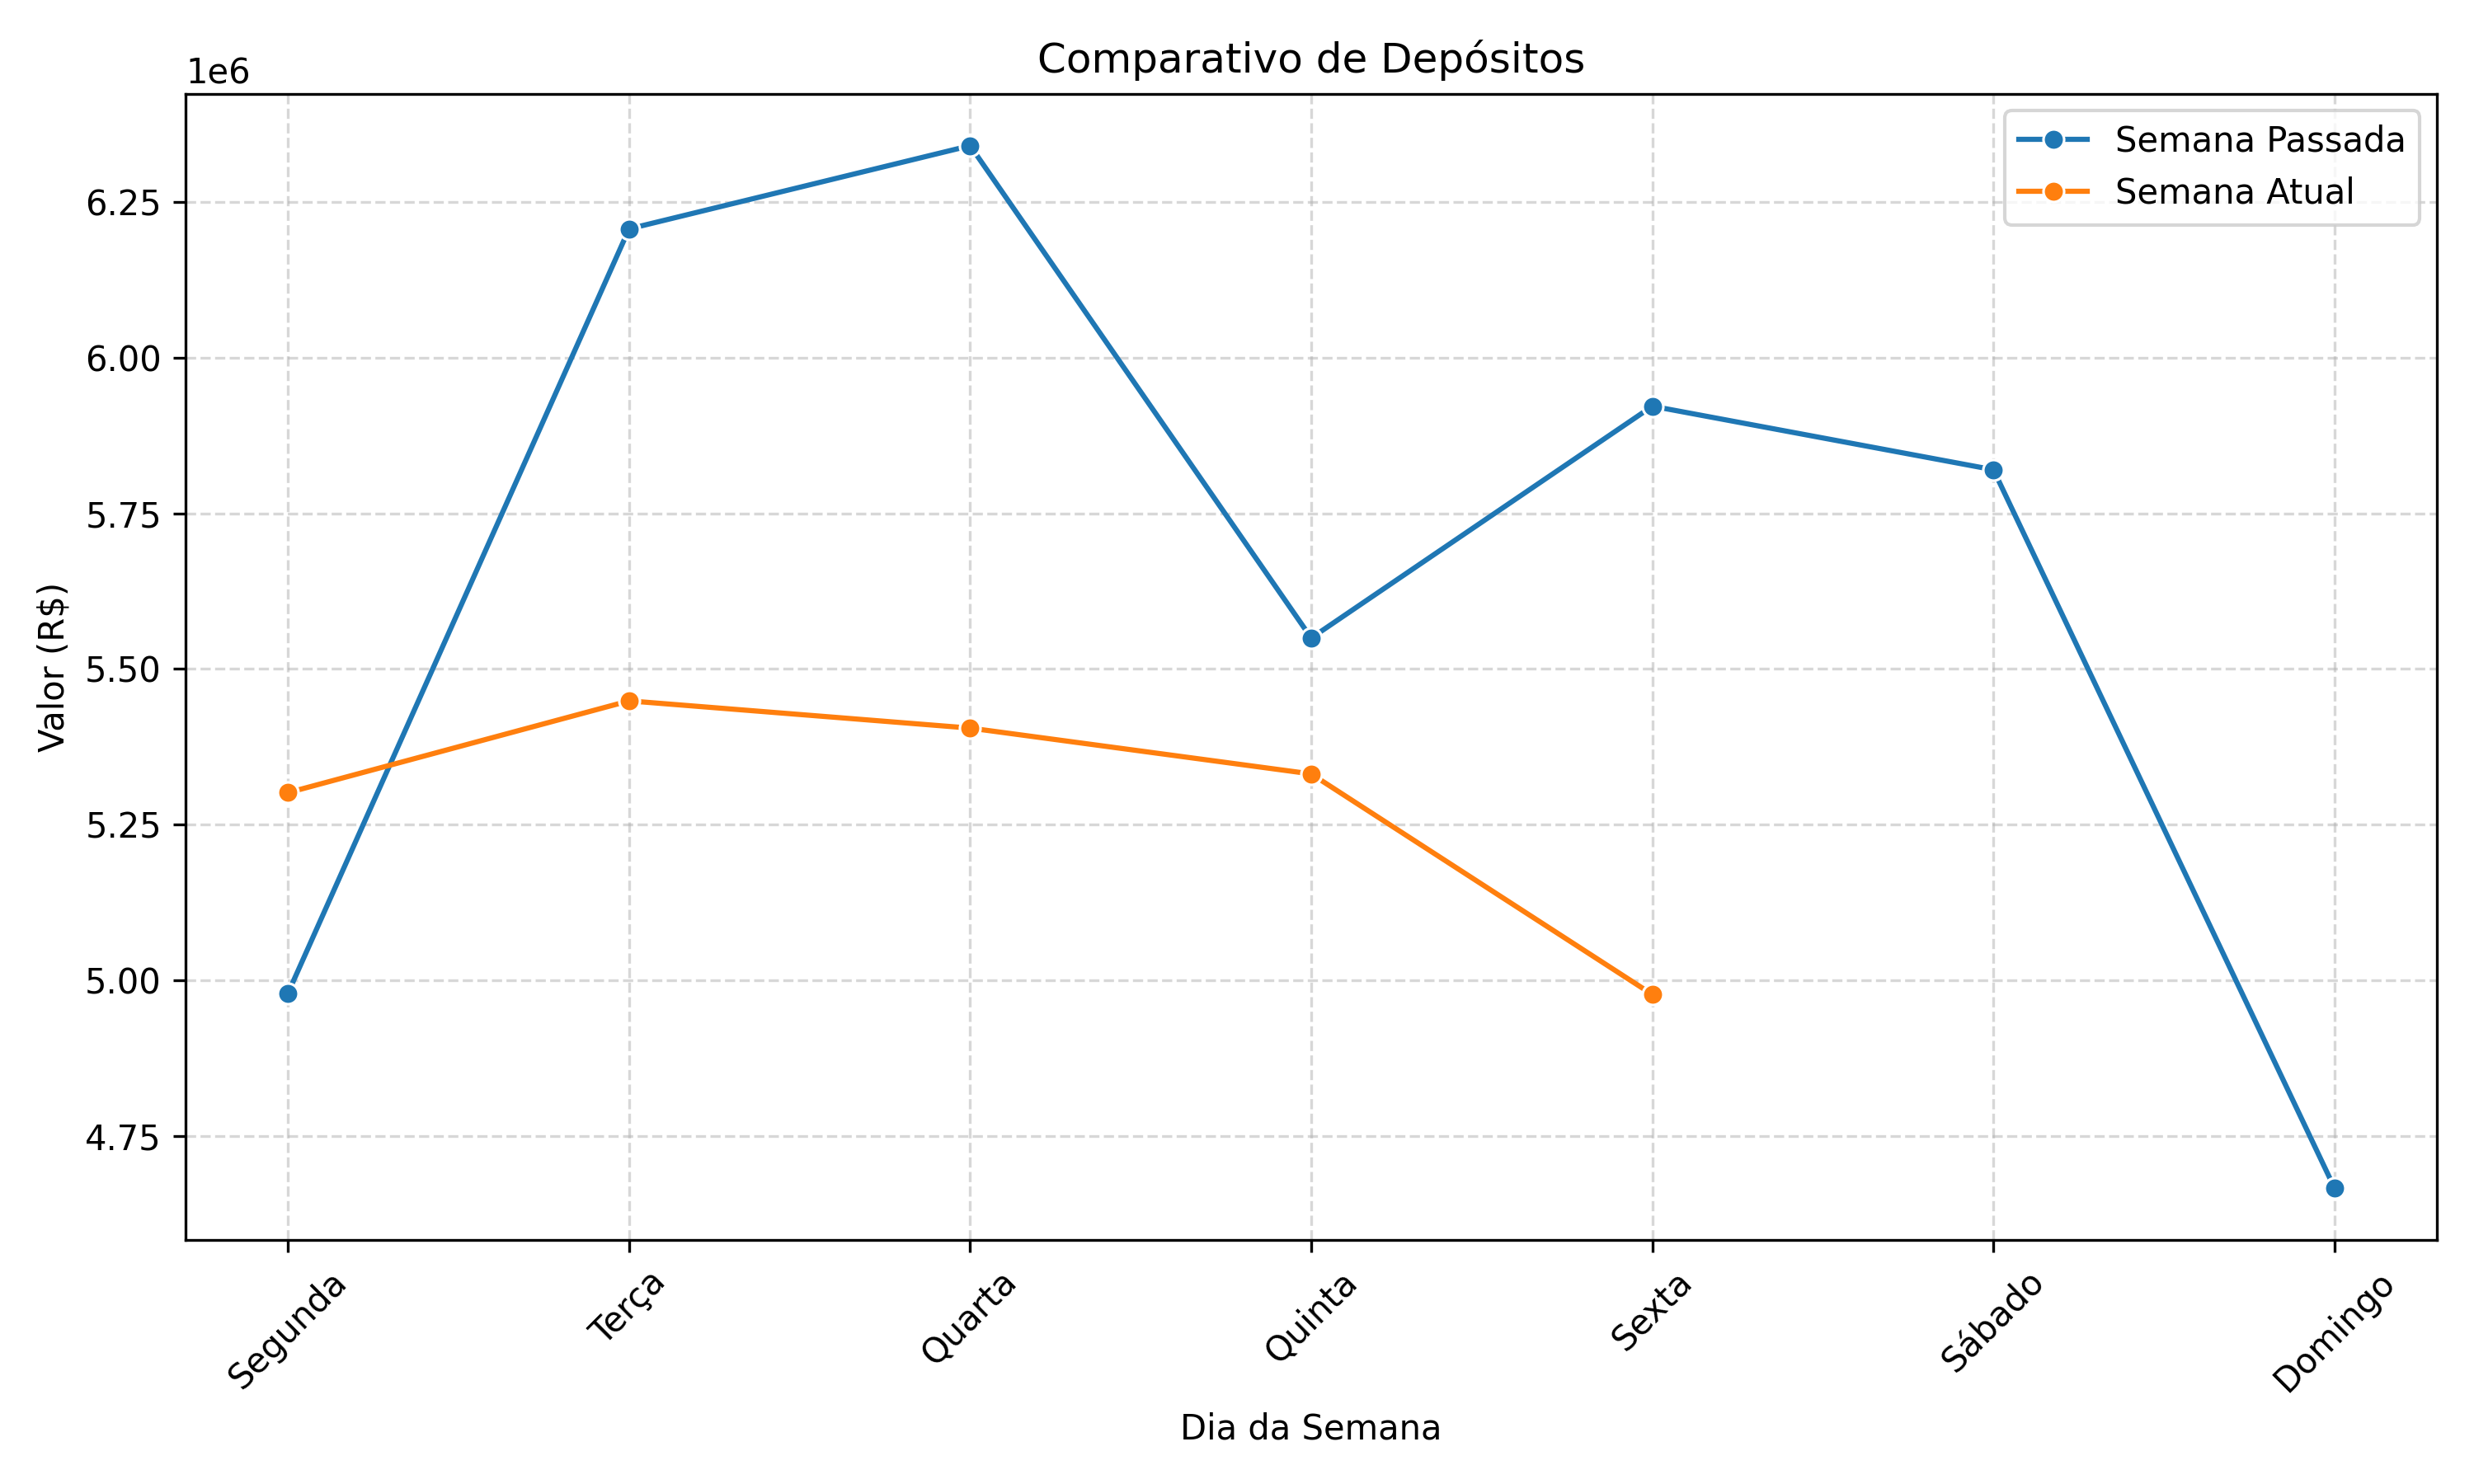 Comparativo de Depósitos
1e6
Semana Passada
Semana Atual
6.25
6.00
5.75
5.50
5.25
5.00
4.75
Valor (R$)
Segunda
Terça
Quarta
Quinta
Sexta
Sábado
Domingo
Dia da Semana